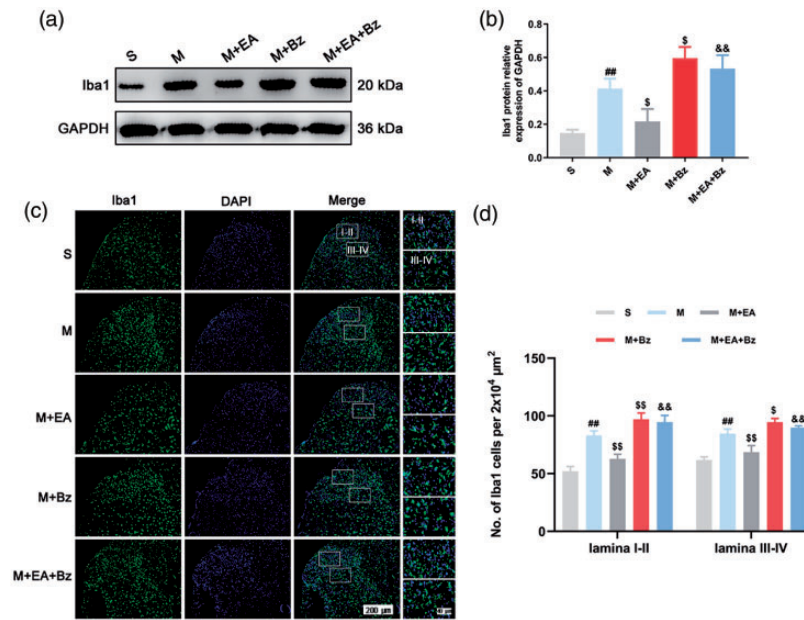 (a)
S M M+EA M+Bz M+EA+Bz
Iba1 20 kDa
GAPDH 36 kDa
(b)
Iba1 protein relative
expression of GAPDH
0.8
0.6
0.4
0.2
0.0
## $ $ &&
S M M+EA M+Bz M+EA+Bz
(c)
Iba1 DAPI Merge
S
I-II
III-IV
I-II
III-IV
M
M+EA
M+Bz
M+EA+Bz
200 μm
(d)
S M M+EA
M+Bz M+EA+Bz
No. of Iba1 cells per 2x10⁴ μm²
150
100
50
0
## $$ $$ && ## $$ $ &&
lamina I-II lamina III-IV